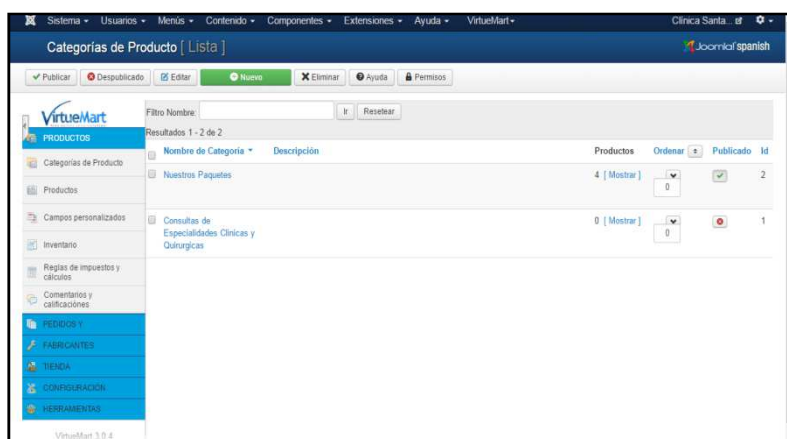 Sistema Usuarios Menús Contenido Componentes Extensiones Ayuda VirtueMart Clínica Santa...
Categorías de Producto [ Lista ]
Joomla!spanish
Publicar Despublicado Editar Nuevo Eliminar Ayuda Permisos
VirtueMart
Filtro Nombre: Ir Resetear
Resultados 1 - 2 de 2
Nombre de Categoría Descripción Productos Ordenar Publicado Id
Nuestros Paquetes 4 [ Mostrar ] 0 2
Consultas de
Especialidades Clinicas y
Quirurgicas
0 [ Mostrar ] 0 1
PRODUCTOS
Categorías de Producto
Productos
Campos personalizados
Inventario
Reglas de impuestos y
cálculos
Comentarios y
calificaciónes
PEDIDOS Y
FABRICANTES
TIENDA
CONFIGURACIÓN
HERRAMIENTAS
VirtueMart 3.0.4